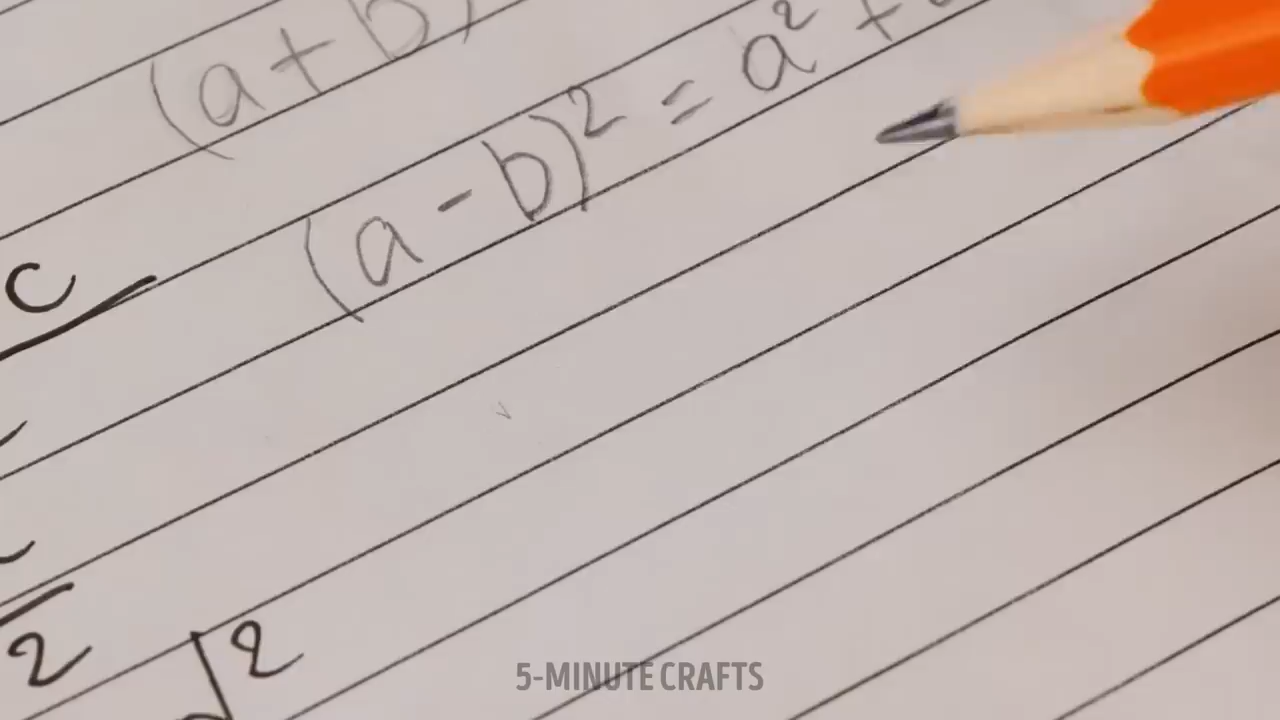 (a+b)
(a-b)² = a² +
c
2
2
5-MINUTE CRAFTS